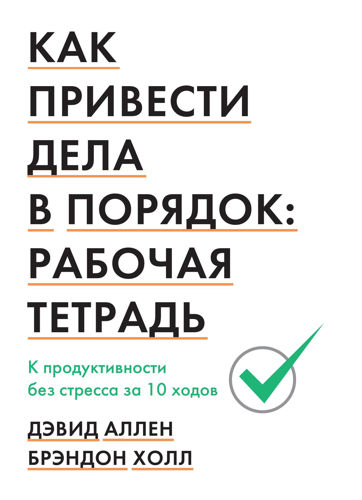 КАК
ПРИВЕСТИ
ДЕЛА
В ПОРЯДОК:
РАБОЧАЯ
ТЕТРАДЬ
К продуктивности
без стресса за 10 ходов
ДЭВИД АЛЛЕН
БРЭНДОН ХОЛЛ